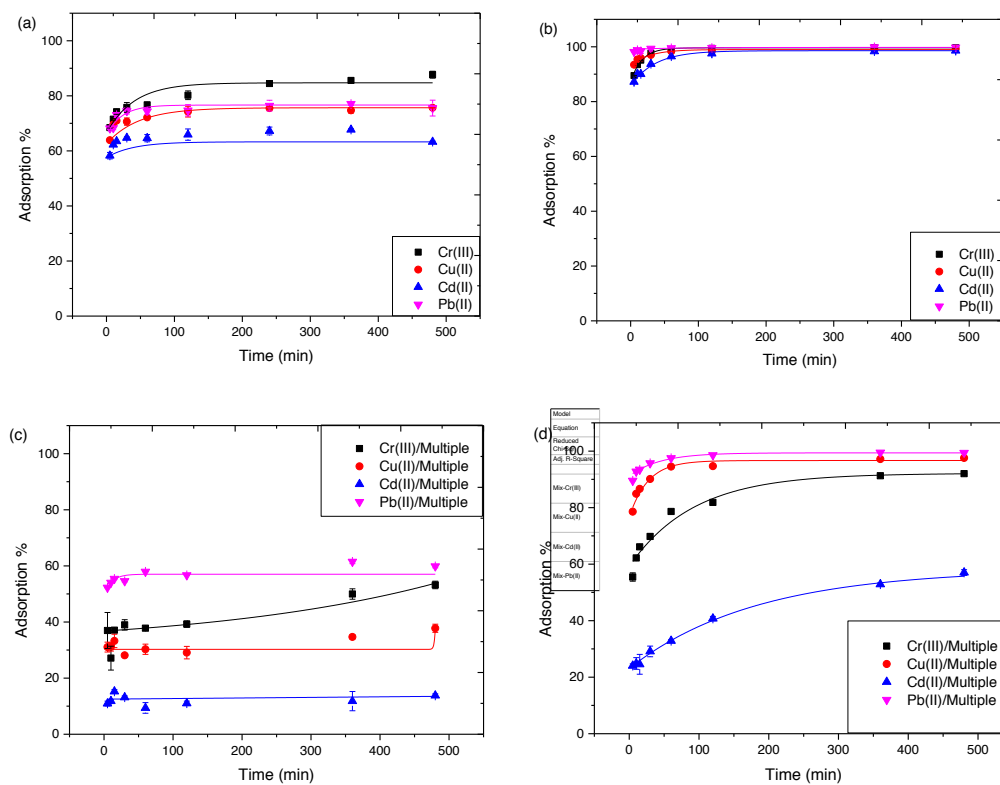 (a)
100
80
60
40
20
0
Adsorption %
0 100 200 300 400 500
Time (min)
Cr(III)
Cu(II)
Cd(II)
Pb(II)
(b)
100
80
60
40
20
0
Adsorption %
0 100 200 300 400 500
Time (min)
Cr(III)
Cu(II)
Cd(II)
Pb(II)
(c)
100
80
60
40
20
0
Adsorption %
0 100 200 300 400 500
Time (min)
Cr(III)/Multiple
Cu(II)/Multiple
Cd(II)/Multiple
Pb(II)/Multiple
(d)
Model
Equation
Reduced
Adj. R-Square
Mix-Cr(III)
Mix-Cu(II)
Mix-Cd(II)
Mix-Pb(II)
100
80
60
40
20
0
Adsorption %
0 100 200 300 400 500
Time (min)
Cr(III)/Multiple
Cu(II)/Multiple
Cd(II)/Multiple
Pb(II)/Multiple